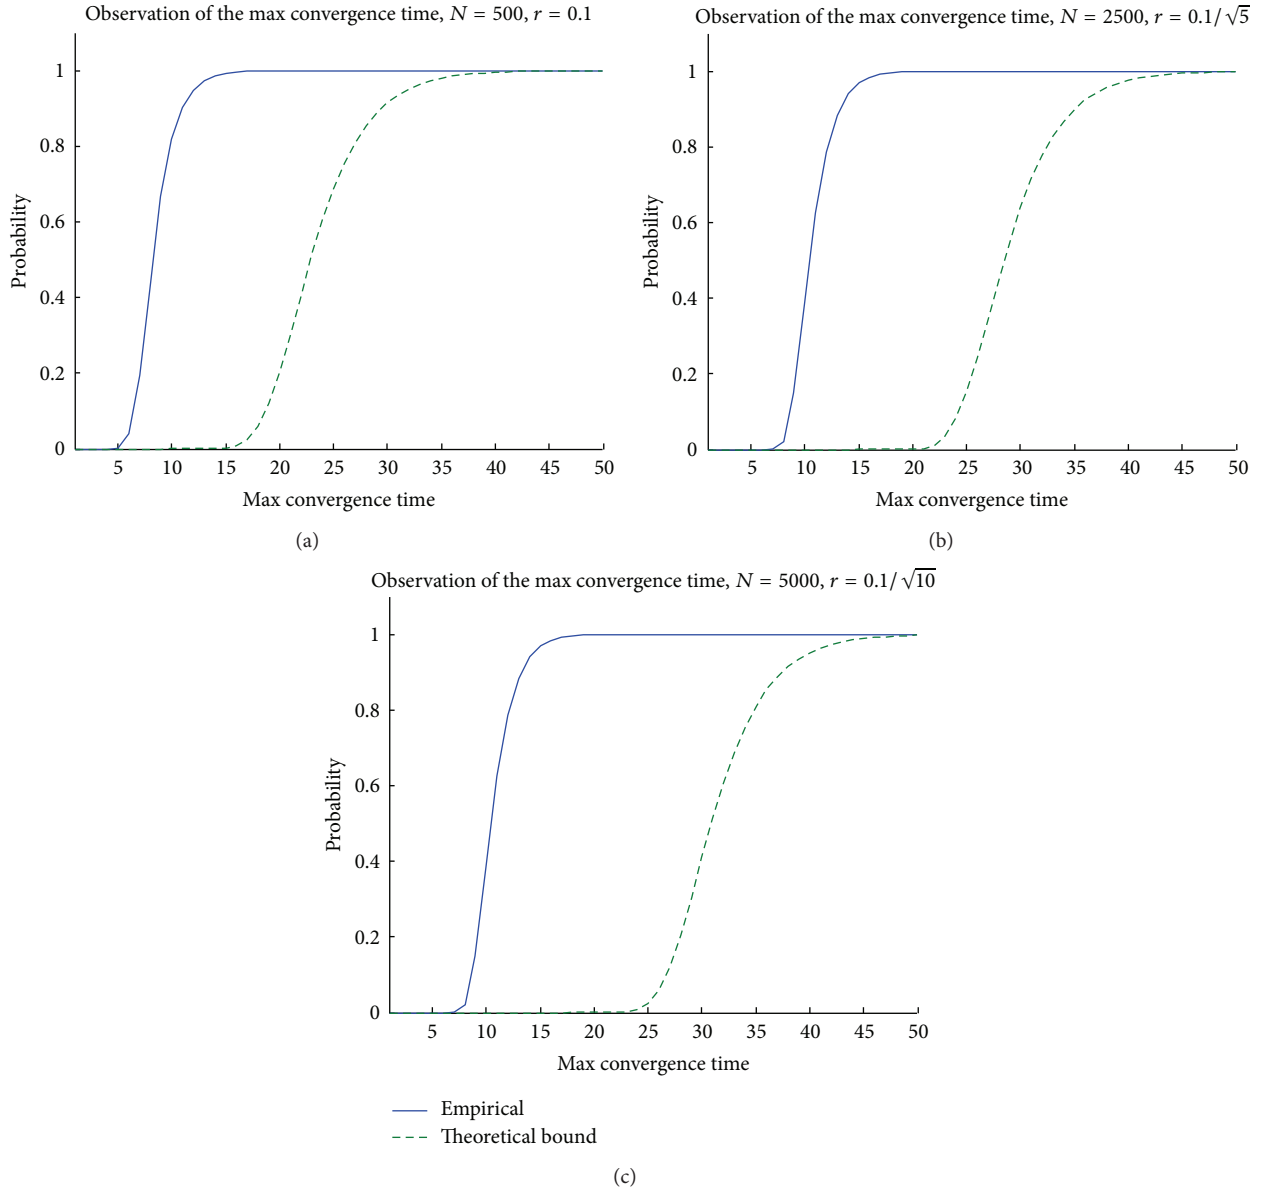 Observation of the max convergence time, N = 500, r = 0.1
Probability
1
0.8
0.6
0.4
0.2
0
5 10 15 20 25 30 35 40 45 50
Max convergence time
(a)
Observation of the max convergence time, N = 2500, r = 0.1/√5
Probability
1
0.8
0.6
0.4
0.2
0
5 10 15 20 25 30 35 40 45 50
Max convergence time
(b)
Observation of the max convergence time, N = 5000, r = 0.1/√10
Probability
1
0.8
0.6
0.4
0.2
0
5 10 15 20 25 30 35 40 45 50
Max convergence time
Empirical
Theoretical bound
(c)